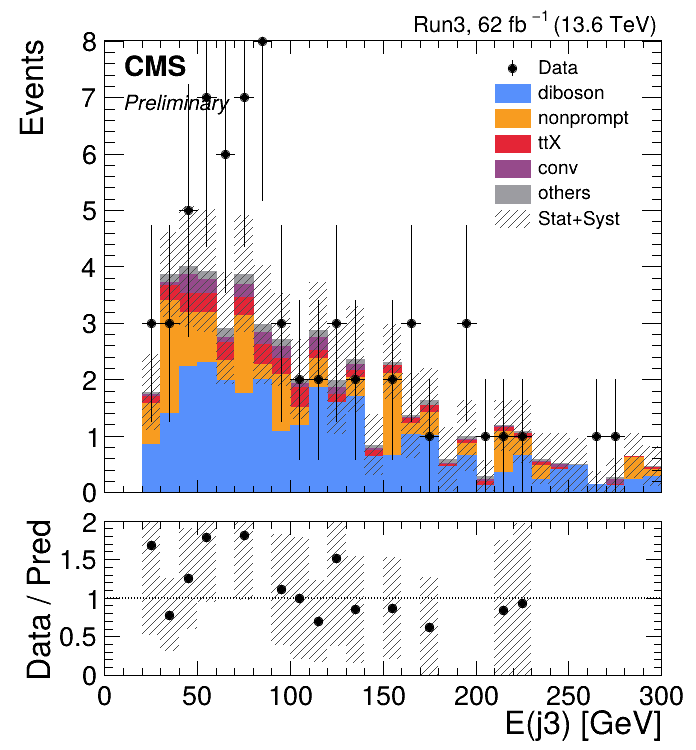 Run3, 62 fb⁻¹ (13.6 TeV)
Events
8
7
6
5
4
3
2
1
0
CMS
Preliminary
Data
diboson
nonprompt
ttX
conv
others
Stat+Syst
Data / Pred
2
1.5
1
0.5
0
0 50 100 150 200 250 300
E(j3) [GeV]